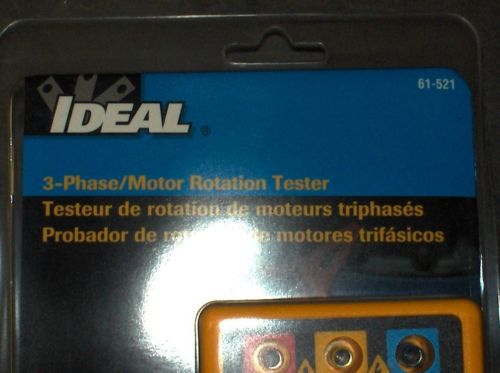 61-521
IDEAL ®
3-Phase/Motor Rotation Tester
Testeur de rotation de moteurs triphasés
Probador de de motores trifásicos